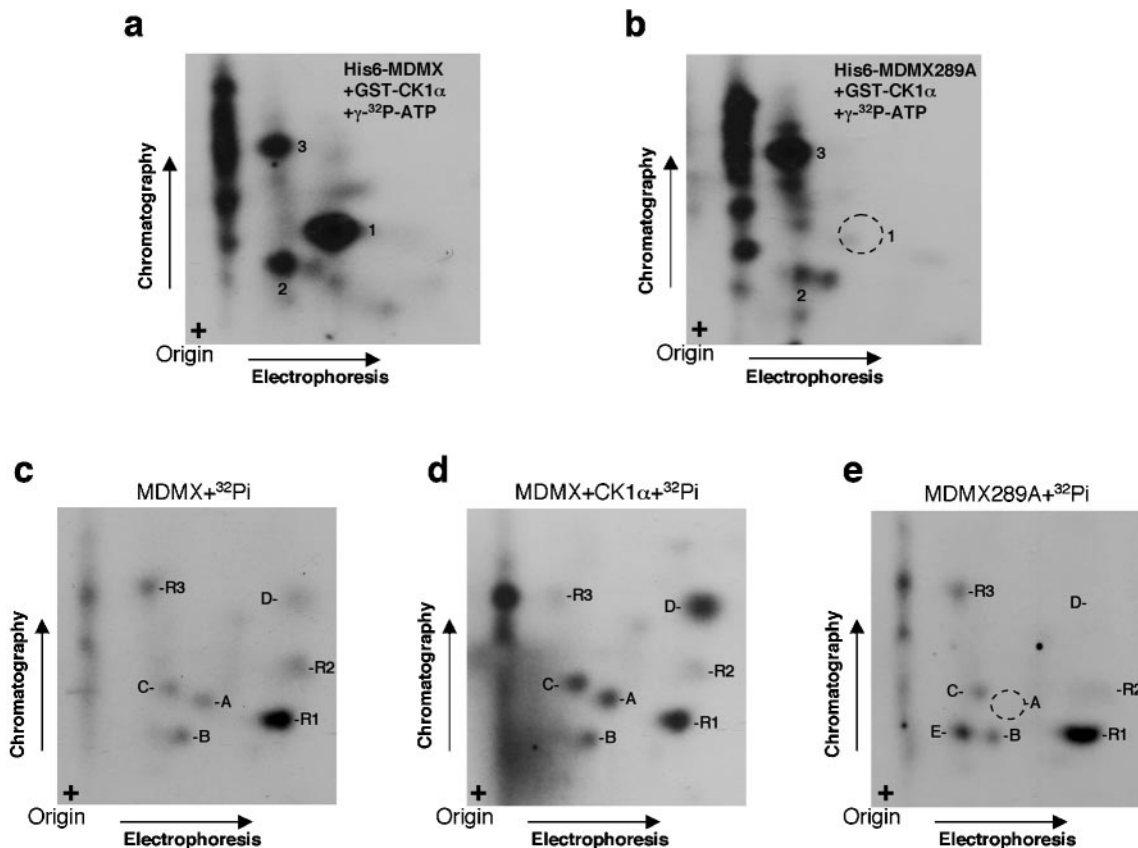 a
His6-MDMX
+GST-CK1α
+γ-³²P-ATP
3
1
2
Chromatography
+
Origin
Electrophoresis
b
His6-MDMX289A
+GST-CK1α
+γ-³²P-ATP
3
1
2
Chromatography
+
Origin
Electrophoresis
c
MDMX+³²Pi
-R3
D-
-R2
C-
-A
-R1
-B
Chromatography
+
Origin
Electrophoresis
d
MDMX+CK1α+³²Pi
-R3
D-
-R2
C-
-A
-R1
-B
Chromatography
+
Origin
Electrophoresis
e
MDMX289A+³²Pi
-R3
D-
-R2
C-
-A
E-
-B
-R1
Chromatography
+
Origin
Electrophoresis